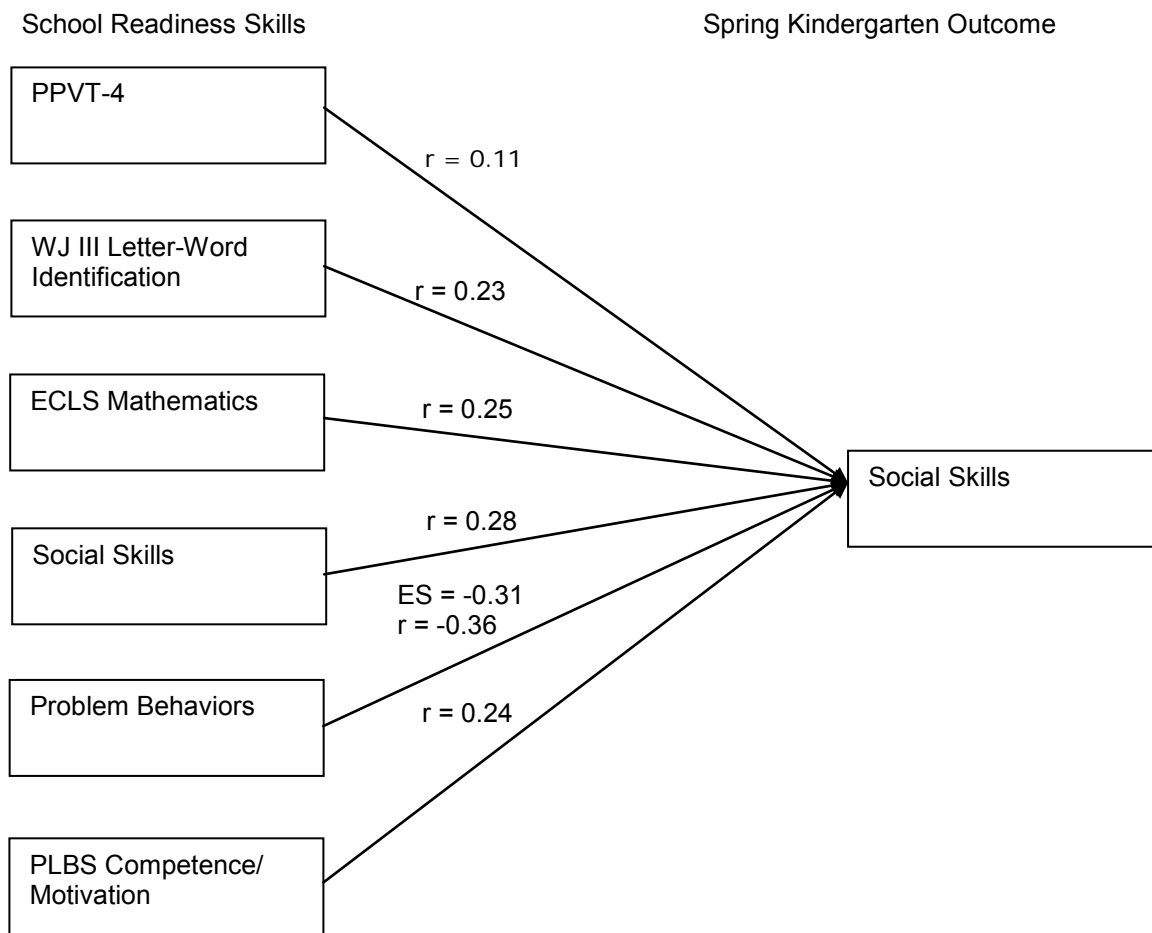 School Readiness Skills
Spring Kindergarten Outcome
PPVT-4
r = 0.11
WJ III Letter-Word
Identification
r = 0.23
ECLS Mathematics
r = 0.25
Social Skills
Social Skills
r = 0.28
ES = -0.31
r = -0.36
Problem Behaviors
r = 0.24
PLBS Competence/
Motivation